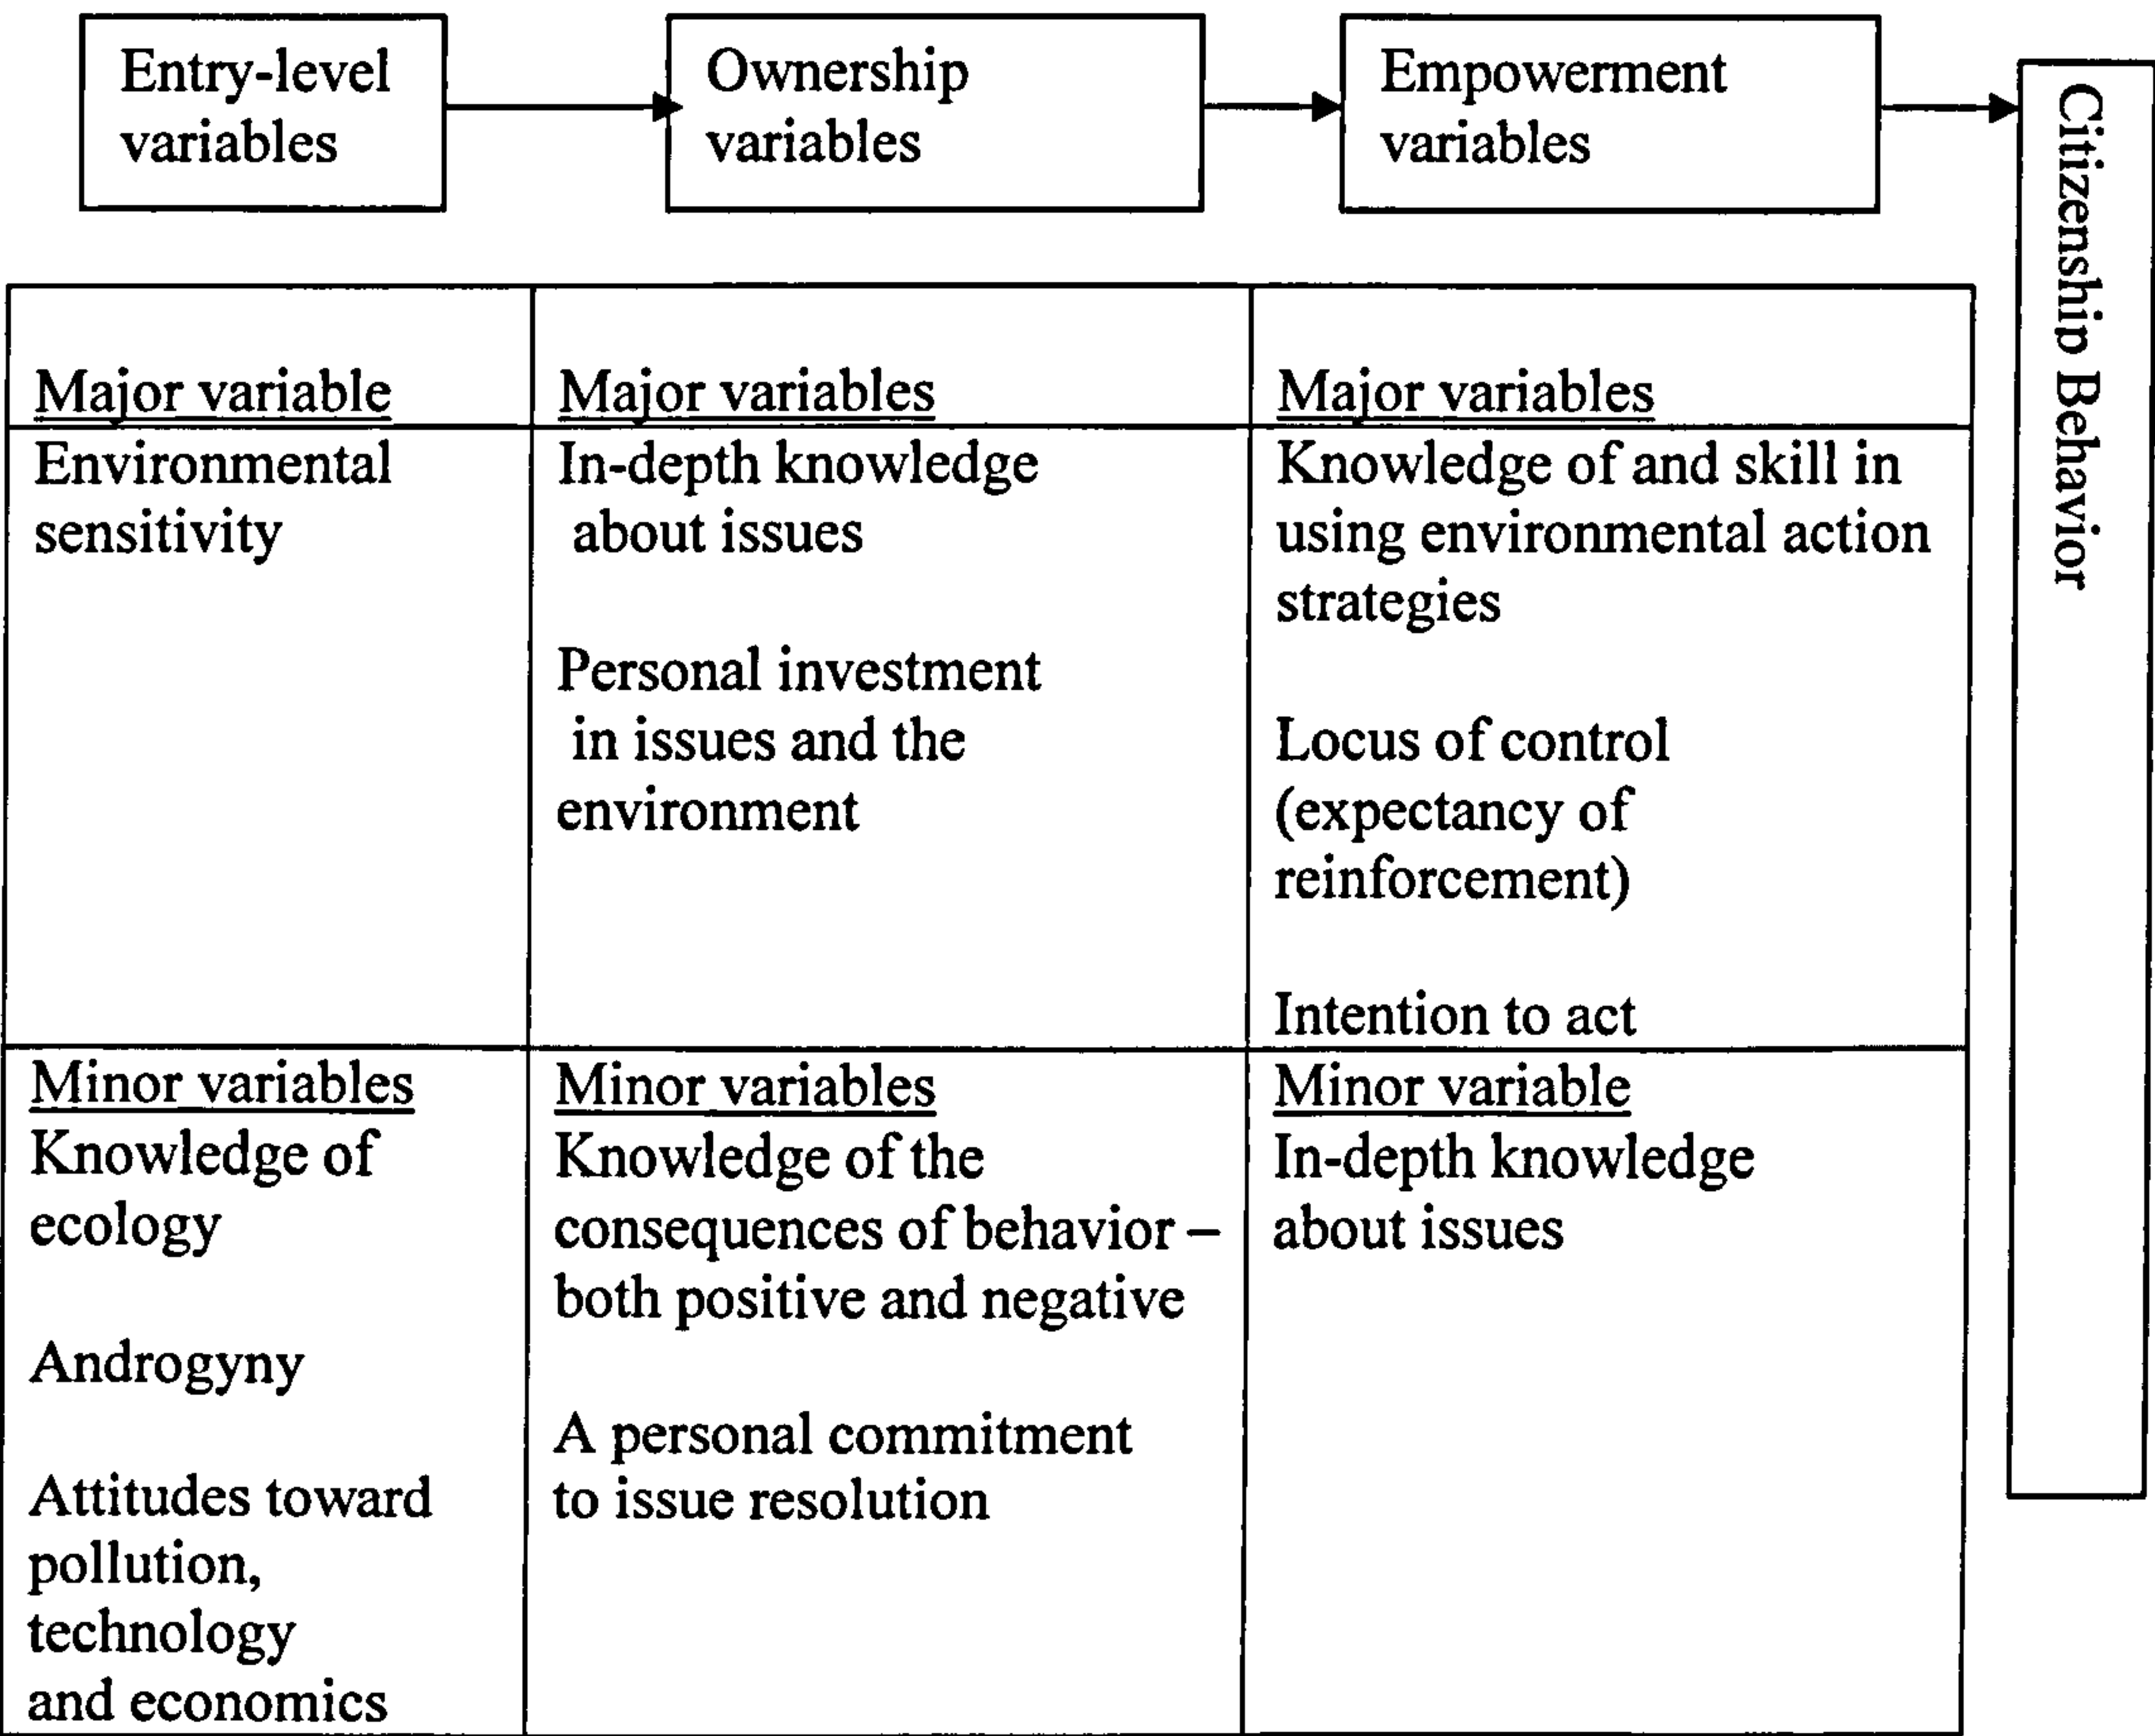 Entry-level
variables
Ownership
variables
Empowerment
variables
Citizenship Behavior
Major variable
Environmental
sensitivity
Major variables
In-depth knowledge
about issues
Personal investment
in issues and the
environment
Major variables
Knowledge of and skill in
using environmental action
strategies
Locus of control
(expectancy of
reinforcement)
Intention to act
Minor variables
Knowledge of
ecology
Androgyny
Attitudes toward
pollution,
technology
and economics
Minor variables
Knowledge of the
consequences of behavior –
both positive and negative
A personal commitment
to issue resolution
Minor variable
In-depth knowledge
about issues